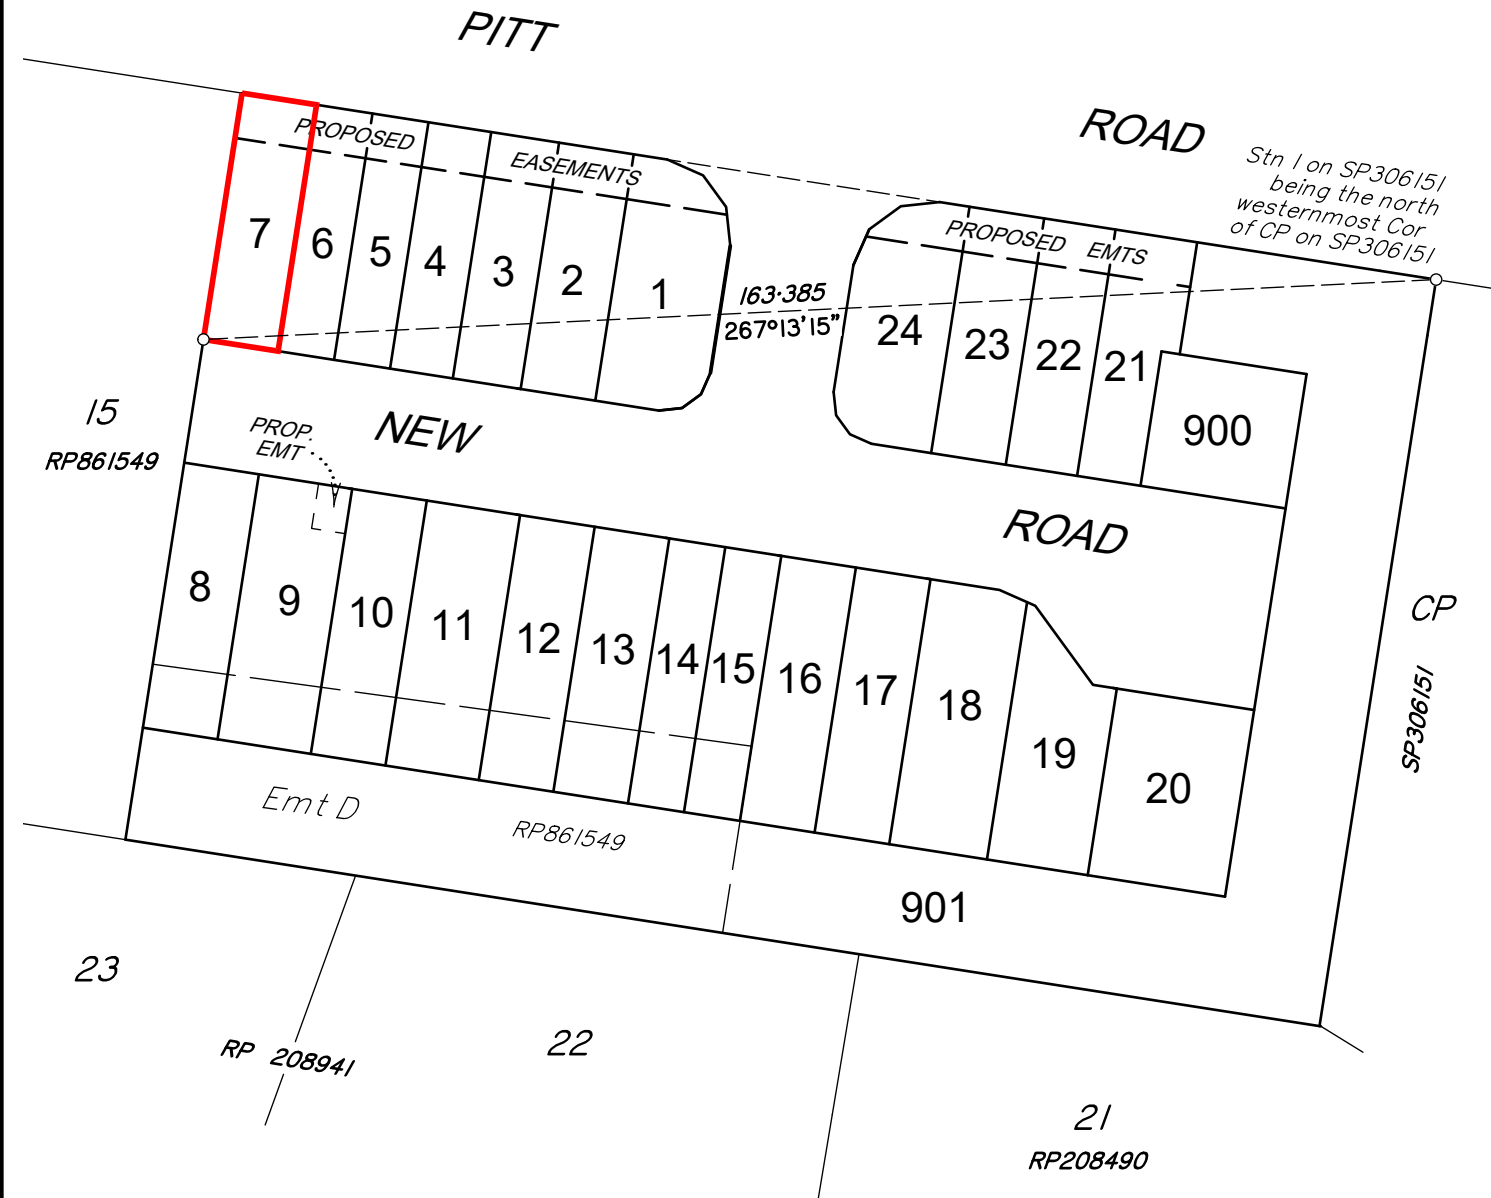 PITT
ROAD
Stn 1 on SP306151
being the north
westernmost Cor
of CP on SP306151
PROPOSED
EASEMENTS
PROPOSED EMTS
7
6
5
4
3
2
1
163·385
267°13'15"
24
23
22
21
900
15
RP861549
PROP.
EMT
NEW
ROAD
8
9
10
11
12
13
14
15
16
17
18
19
20
CP
SP306151
Emt D
RP861549
901
23
RP 208941
22
21
RP208490